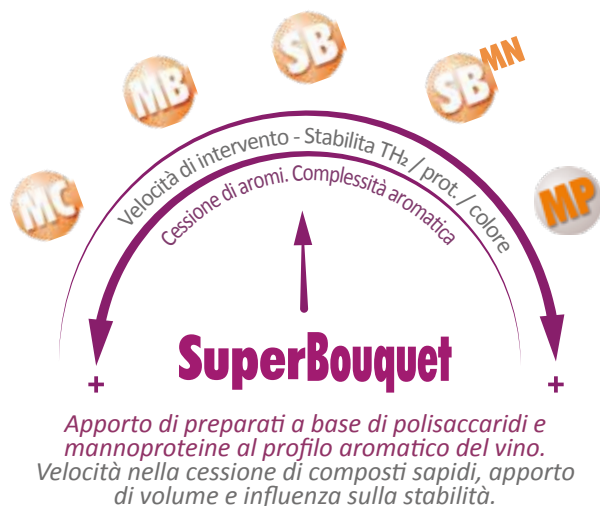 SB
MN
MB
SB
MC
MP
Velocità di intervento - Stabilita TH₂ / prot. / colore
Cessione di aromi. Complessità aromatica
SuperBouquet
+
+
Apporto di preparati a base di polisaccaridi e
mannoproteine al profilo aromatico del vino.
Velocità nella cessione di composti sapidi, apporto
di volume e influenza sulla stabilità.